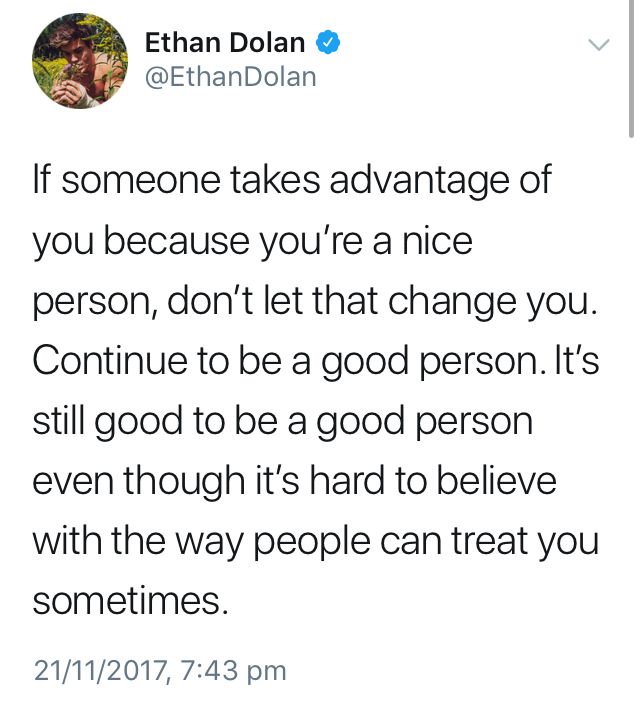 Ethan Dolan
@EthanDolan
If someone takes advantage of
you because you’re a nice
person, don’t let that change you.
Continue to be a good person. It’s
still good to be a good person
even though it’s hard to believe
with the way people can treat you
sometimes.
21/11/2017, 7:43 pm